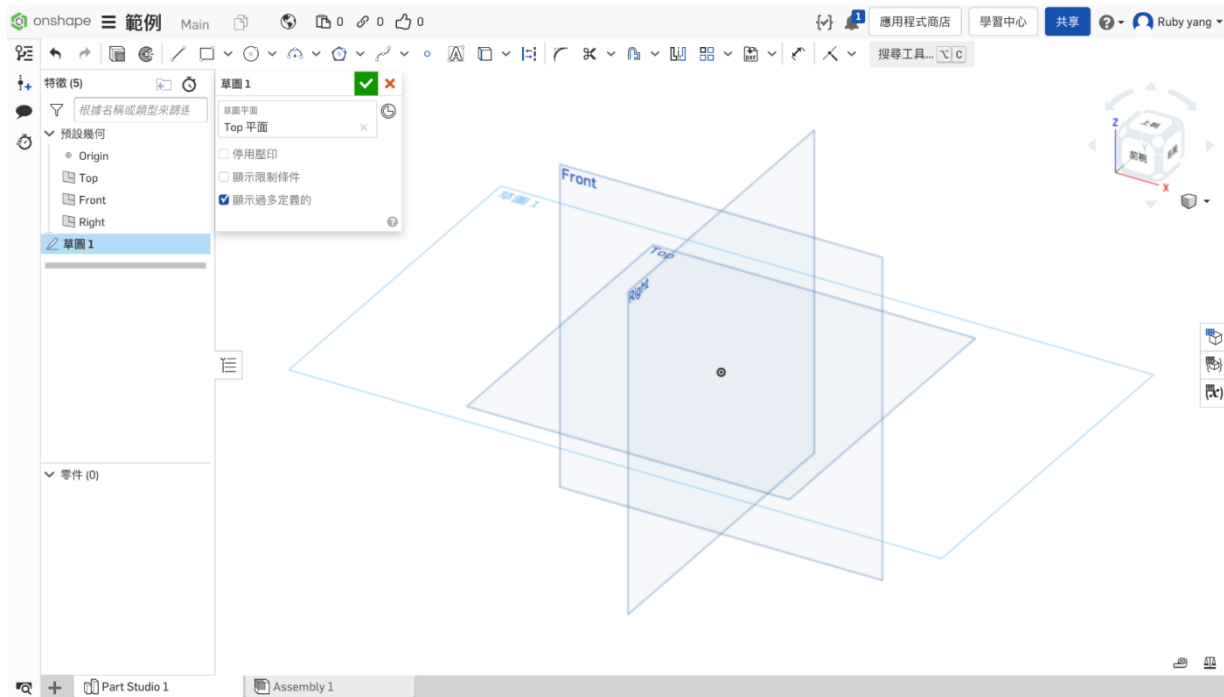 onshape 範例 Main 0 0 0 1 應用程式商店 學習中心 共享 Ruby yang
搜尋工具... ⌥ C
特徵 (5)
根據名稱或類型來篩選
預設幾何
Origin
Top
Front
Right
草圖 1
零件 (0)
草圖 1
草圖平面
Top 平面
停用壓印
顯示限制條件
顯示過多定義的
Front
草圖 1
Top
Right
Z
上視
前視
右視
Y
X
Part Studio 1
Assembly 1